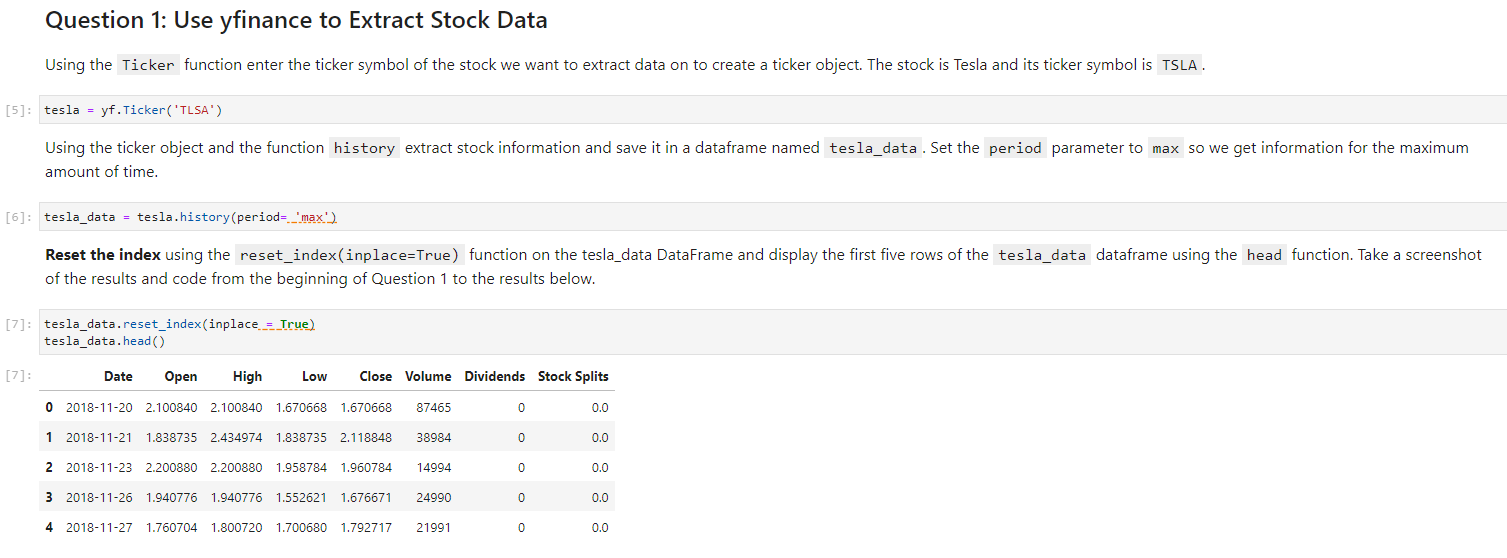 Question 1: Use yfinance to Extract Stock Data
Using the Ticker function enter the ticker symbol of the stock we want to extract data on to create a ticker object. The stock is Tesla and its ticker symbol is TSLA.
[5]: tesla = yf.Ticker('TLSA')
Using the ticker object and the function history extract stock information and save it in a dataframe named tesla_data. Set the period parameter to max so we get information for the maximum
amount of time.
[6]: tesla_data = tesla.history(period= 'max')
Reset the index using the reset_index(inplace=True) function on the tesla_data DataFrame and display the first five rows of the tesla_data dataframe using the head function. Take a screenshot
of the results and code from the beginning of Question 1 to the results below.
[7]: tesla_data.reset_index(inplace = True)
tesla_data.head()
[7]: Date Open High Low Close Volume Dividends Stock Splits
0 2018-11-20 2.100840 2.100840 1.670668 1.670668 87465 0 0.0
1 2018-11-21 1.838735 2.434974 1.838735 2.118848 38984 0 0.0
2 2018-11-23 2.200880 2.200880 1.958784 1.960784 14994 0 0.0
3 2018-11-26 1.940776 1.940776 1.552621 1.676671 24990 0 0.0
4 2018-11-27 1.760704 1.800720 1.700680 1.792717 21991 0 0.0